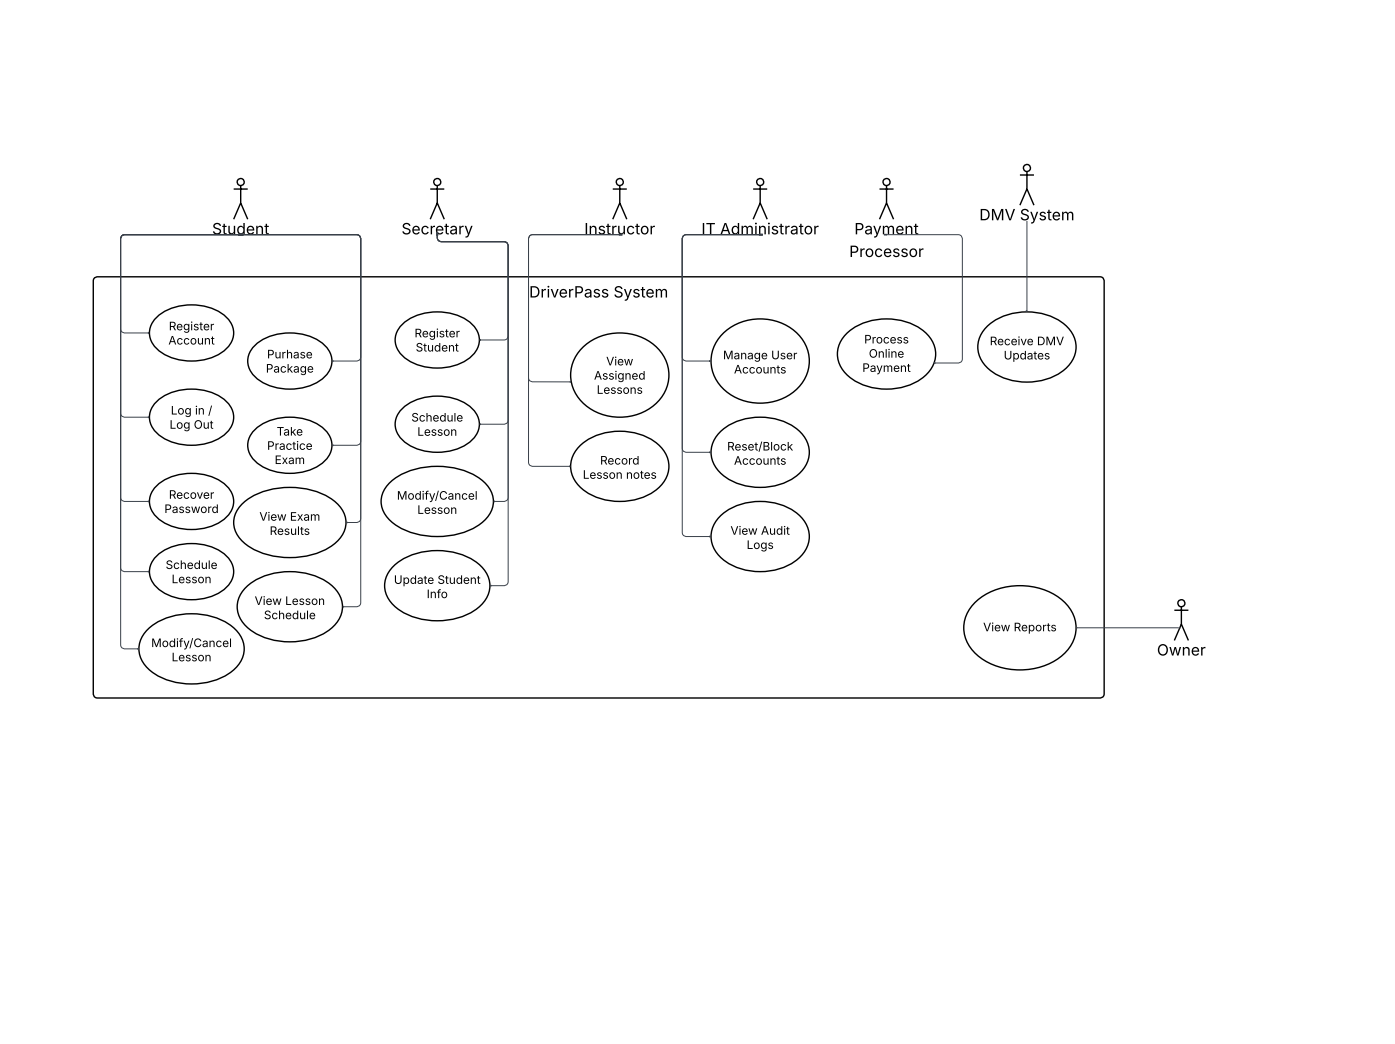 Student
Secretary
Instructor
IT Administrator
Payment
Processor
DMV System
DriverPass System
Register
Account
Purhase
Package
Log in /
Log Out
Take
Practice
Exam
Recover
Password
View Exam
Results
Schedule
Lesson
View Lesson
Schedule
Modify/Cancel
Lesson
Register
Student
Schedule
Lesson
Modify/Cancel
Lesson
Update Student
Info
View
Assigned
Lessons
Record
Lesson notes
Manage User
Accounts
Reset/Block
Accounts
View Audit
Logs
Process
Online
Payment
Receive DMV
Updates
View Reports
Owner